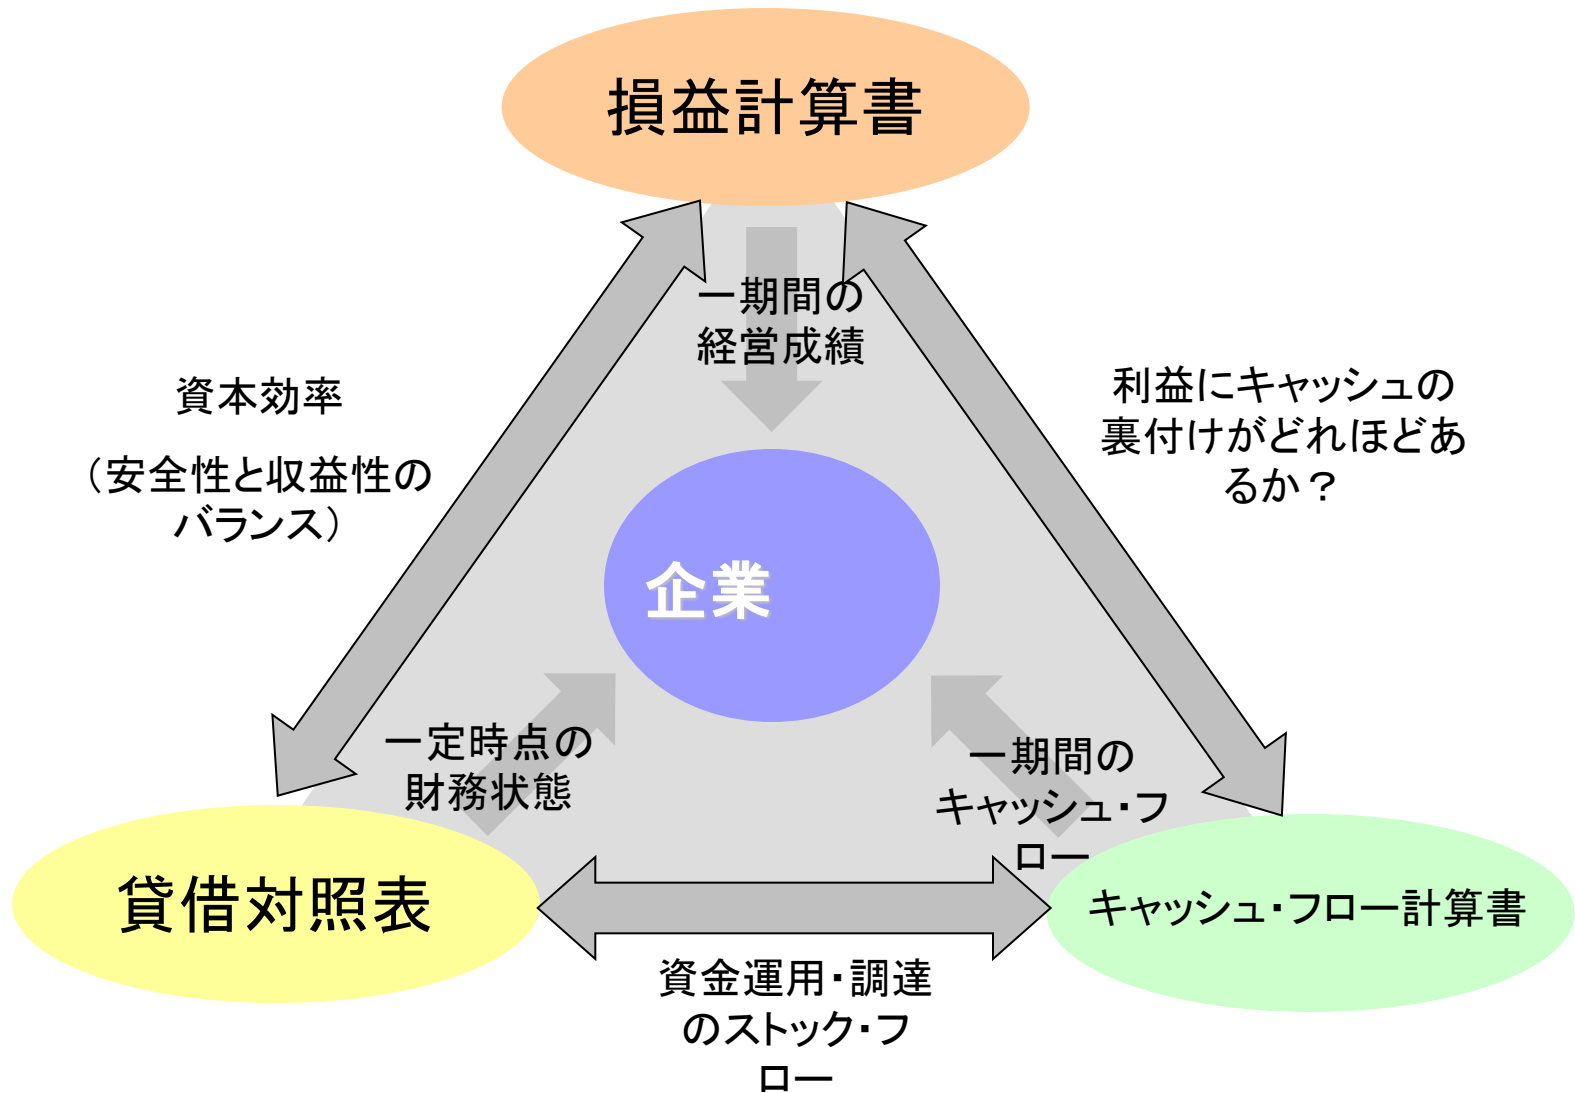 損益計算書
一期間の
経営成績
資本効率
（安全性と収益性の
バランス）
利益にキャッシュの
裏付けがどれほどあ
るか？
企業
一定時点の
財務状態
一期間の
キャッシュ・フ
ロー
貸借対照表
キャッシュ・フロー計算書
資金運用・調達
のストック・フ
ロー